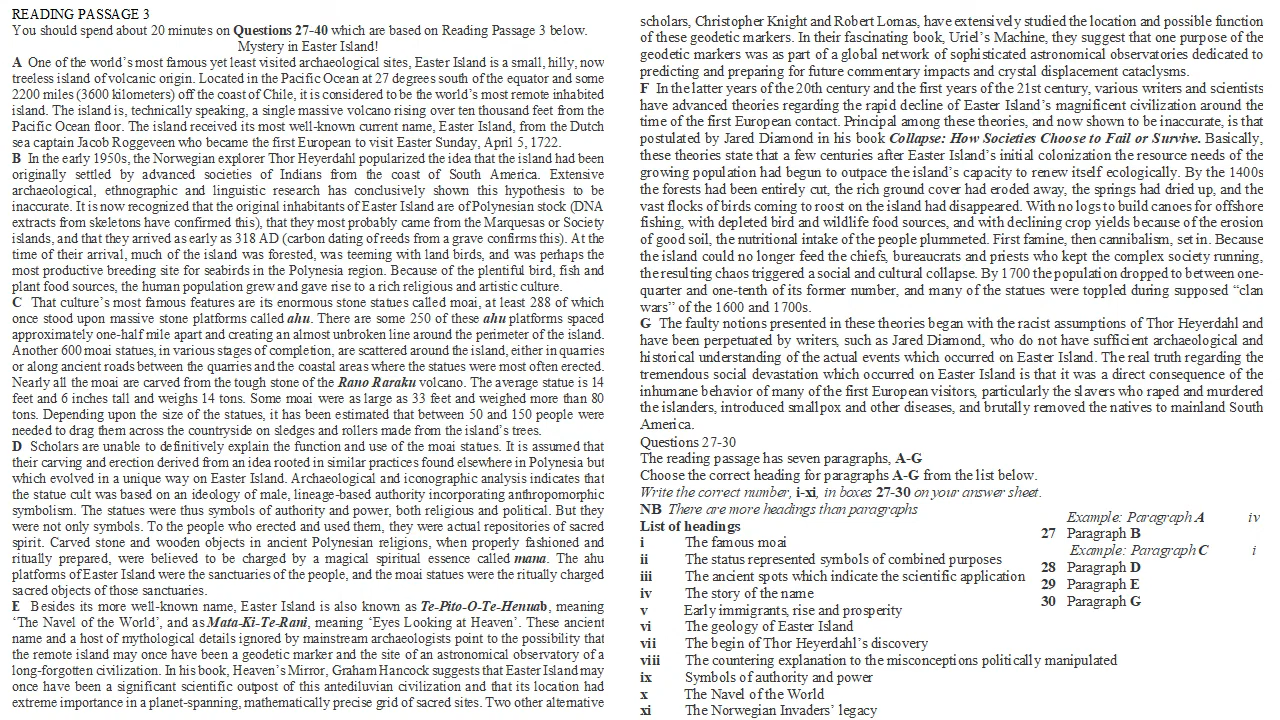 READING PASSAGE 3
You should spend about 20 minutes on Questions 27-40 which are based on Reading Passage 3 below.
Mystery in Easter Island!
A One of the world's most famous yet least visited archaeological sites, Easter Island is a small, hilly, now
treeless island of volcanic origin. Located in the Pacific Ocean at 27 degrees south of the equator and some
2200 miles (3600 kilometers) off the coast of Chile, it is considered to be the world's most remote inhabited
island. The island is, technically speaking, a single massive volcano rising over ten thousand feet from the
Pacific Ocean floor. The island received its most well-known current name, Easter Island, from the Dutch
sea captain Jacob Roggeveen who became the first European to visit Easter Sunday, April 5, 1722.
B In the early 1950s, the Norwegian explorer Thor Heyerdahl popularized the idea that the island had been
originally settled by advanced societies of Indians from the coast of South America. Extensive
archaeological, ethnographic and linguistic research has conclusively shown this hypothesis to be
inaccurate. It is now recognized that the original inhabitants of Easter Island are of Polynesian stock (DNA
extracts from skeletons have confirmed this), that they most probably came from the Marquesas or Society
islands, and that they arrived as early as 318 AD (carbon dating of reeds from a grave confirms this). At the
time of their arrival, much of the island was forested, was teeming with land birds, and was perhaps the
most productive breeding site for seabirds in the Polynesia region. Because of the plentiful bird, fish and
plant food sources, the human population grew and gave rise to a rich religious and artistic culture.
C That culture's most famous features are its enormous stone statues called moai, at least 288 of which
once stood upon massive stone platforms called ahu. There are some 250 of these ahu platforms spaced
approximately one-half mile apart and creating an almost unbroken line around the perimeter of the island.
Another 600 moai statues, in various stages of completion, are scattered around the island, either in quarries
or along ancient roads between the quarries and the coastal areas where the statues were most often erected.
Nearly all the moai are carved from the tough stone of the Rano Raraku volcano. The average statue is 14
feet and 6 inches tall and weighs 14 tons. Some moai were as large as 33 feet and weighed more than 80
tons. Depending upon the size of the statues, it has been estimated that between 50 and 150 people were
needed to drag them across the countryside on sledges and rollers made from the island's trees.
D Scholars are unable to definitively explain the function and use of the moai statues. It is assumed that
their carving and erection derived from an idea rooted in similar practices found elsewhere in Polynesia but
which evolved in a unique way on Easter Island. Archaeological and iconographic analysis indicates that
the statue cult was based on an ideology of male, lineage-based authority incorporating anthropomorphic
symbolism. The statues were thus symbols of authority and power, both religious and political. But they
were not only symbols. To the people who erected and used them, they were actual repositories of sacred
spirit. Carved stone and wooden objects in ancient Polynesian religions, when properly fashioned and
ritually prepared, were believed to be charged by a magical spiritual essence called mana. The ahu
platforms of Easter Island were the sanctuaries of the people, and the moai statues were the ritually charged
sacred objects of those sanctuaries.
E Besides its more well-known name, Easter Island is also known as Te-Pito-O-Te-Henuab, meaning
'The Navel of the World', and as Mata-Ki-Te-Rani, meaning 'Eyes Looking at Heaven'. These ancient
name and a host of mythological details ignored by mainstream archaeologists point to the possibility that
the remote island may once have been a geodetic marker and the site of an astronomical observatory of a
long-forgotten civilization. In his book, Heaven's Mirror, Graham Hancock suggests that Easter Island may
once have been a significant scientific outpost of this antediluvian civilization and that its location had
extreme importance in a planet-spanning, mathematically precise grid of sacred sites. Two other alternative
scholars, Christopher Knight and Robert Lomas, have extensively studied the location and possible function
of these geodetic markers. In their fascinating book, Uriel's Machine, they suggest that one purpose of the
geodetic markers was as part of a global network of sophisticated astronomical observatories dedicated to
predicting and preparing for future commentary impacts and crystal displacement cataclysms.
F In the latter years of the 20th century and the first years of the 21st century, various writers and scientists
have advanced theories regarding the rapid decline of Easter Island's magnificent civilization around the
time of the first European contact. Principal among these theories, and now shown to be inaccurate, is that
postulated by Jared Diamond in his book Collapse: How Societies Choose to Fail or Survive. Basically,
these theories state that a few centuries after Easter Island's initial colonization the resource needs of the
growing population had begun to outpace the island's capacity to renew itself ecologically. By the 1400s
the forests had been entirely cut, the rich ground cover had eroded away, the springs had dried up, and the
vast flocks of birds coming to roost on the island had disappeared. With no logs to build canoes for offshore
fishing, with depleted bird and wildlife food sources, and with declining crop yields because of the erosion
of good soil, the nutritional intake of the people plummeted. First famine, then cannibalism, set in. Because
the island could no longer feed the chiefs, bureaucrats and priests who kept the complex society running,
the resulting chaos triggered a social and cultural collapse. By 1700 the population dropped to between one-
quarter and one-tenth of its former number, and many of the statues were toppled during supposed "clan
wars" of the 1600 and 1700s.
G The faulty notions presented in these theories began with the racist assumptions of Thor Heyerdahl and
have been perpetuated by writers, such as Jared Diamond, who do not have sufficient archaeological and
historical understanding of the actual events which occurred on Easter Island. The real truth regarding the
tremendous social devastation which occurred on Easter Island is that it was a direct consequence of the
inhumane behavior of many of the first European visitors, particularly the slavers who raped and murdered
the islanders, introduced smallpox and other diseases, and brutally removed the natives to mainland South
America.
Questions 27-30
The reading passage has seven paragraphs, A-G
Choose the correct heading for paragraphs A-G from the list below.
Write the correct number, i-xi, in boxes 27-30 on your answer sheet.
NB There are more headings than paragraphs
List of headings
i The famous moai
ii The status represented symbols of combined purposes
iii The ancient spots which indicate the scientific application
iv The story of the name
v Early immigrants, rise and prosperity
vi The geology of Easter Island
vii The begin of Thor Heyerdahl's discovery
viii The countering explanation to the misconceptions politically manipulated
ix Symbols of authority and power
x The Navel of the World
xi The Norwegian Invaders' legacy
Example: Paragraph A iv
27 Paragraph B
Example: Paragraph C i
28 Paragraph D
29 Paragraph E
30 Paragraph G